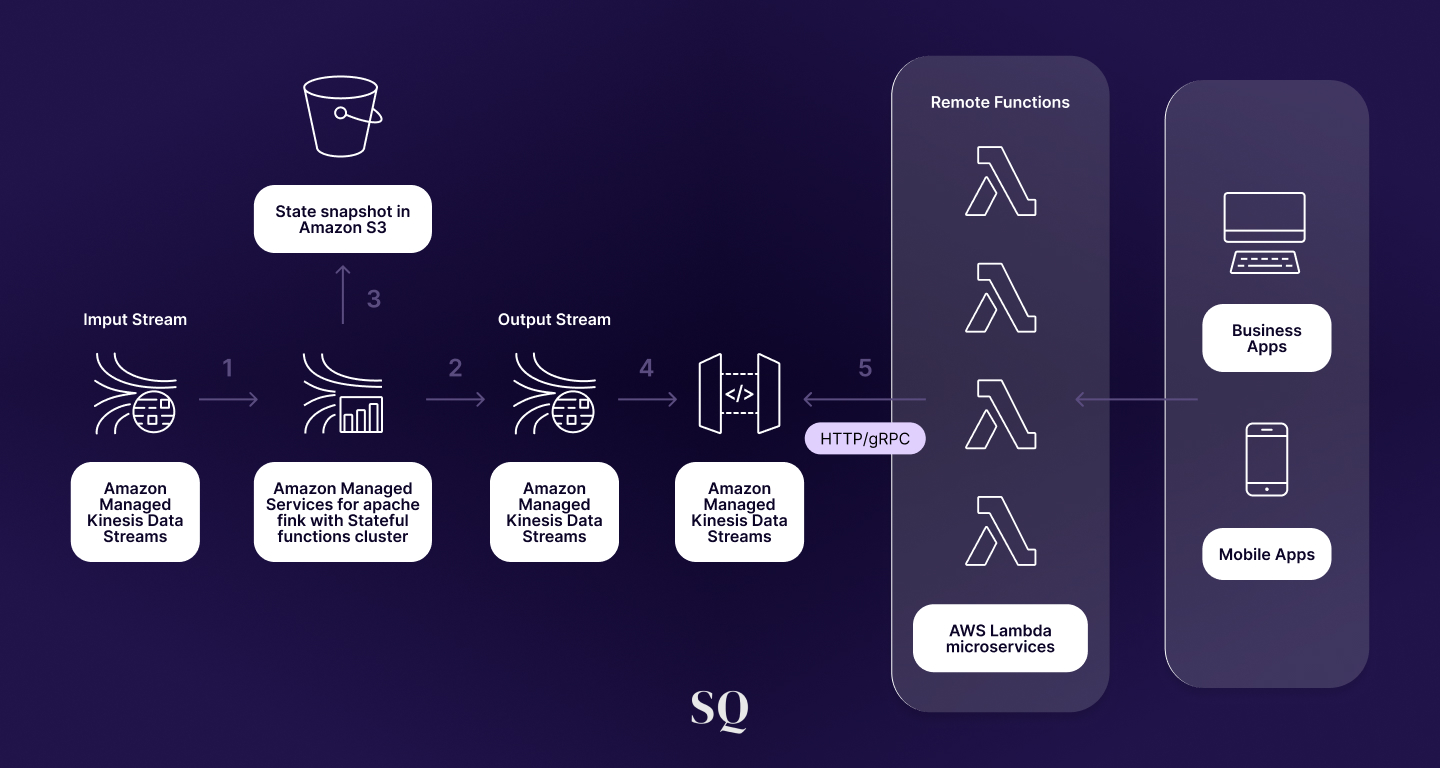 Remote Functions
State snapshot in
Amazon S3
3
Imput Stream
Output Stream
1
2
4
</>
5
HTTP/gRPC
Amazon
Managed
Kinesis Data
Streams
Amazon Managed
Services for apache
fink with Stateful
functions cluster
Amazon
Managed
Kinesis Data
Streams
Amazon
Managed
Kinesis Data
Streams
AWS Lambda
microservices
Business
Apps
Mobile Apps
SQ